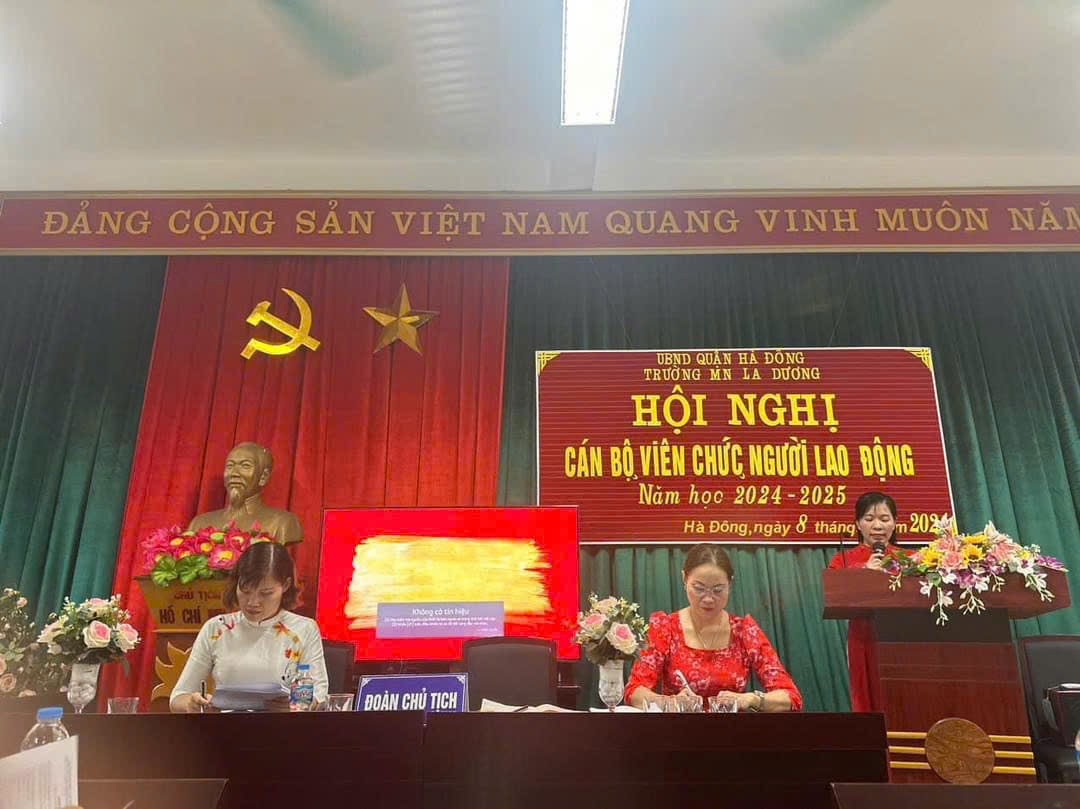 ĐẢNG CỘNG SẢN VIỆT NAM QUANG VINH MUÔN NĂM
UBND QUẬN HÀ ĐÔNG
TRƯỜNG MN LA DƯƠNG
HỘI NGHỊ
CÁN BỘ, VIÊN CHỨC, NGƯỜI LAO ĐỘNG
Năm học 2024 - 2025
Hà Đông, ngày 8 tháng
CHỦ TỊCH
HỒ CHÍ
Không có tín hiệu
ĐOÀN CHỦ TỊCH